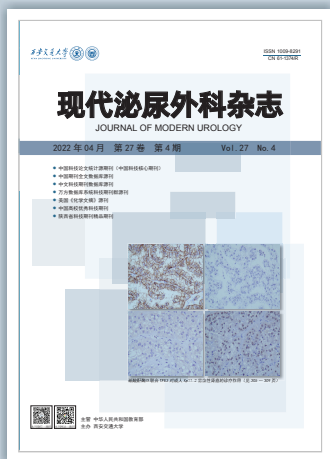 西安交通大学
ISSN 1009-8291
CN 61-1374/R
现代泌尿外科杂志
JOURNAL OF MODERN UROLOGY
2022年04月 第27卷 第4期 Vol.27 No.4
中国科技论文统计源期刊(中国科技核心期刊)
中国期刊全文数据库源刊
中文科技期刊数据库源刊
万方数据库系统科技期刊群源刊
美国《化学文摘》源刊
中国高校优秀科技期刊
陕西省科技期刊精品期刊
主管 中华人民共和国教育部
主办 西安交通大学